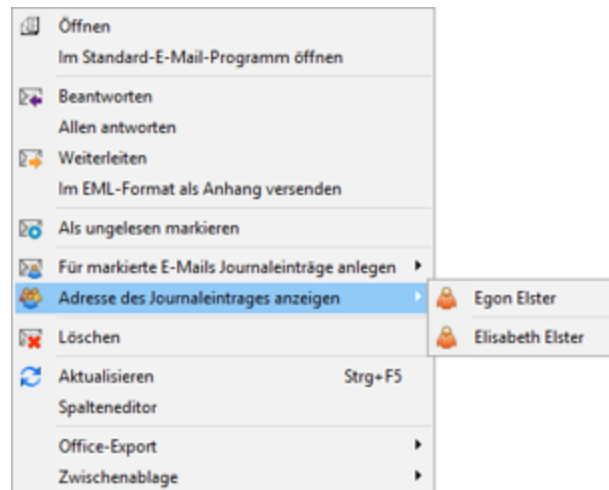 Öffnen
Im Standard-E-Mail-Programm öffnen
Beantworten
Allen antworten
Weiterleiten
Im EML-Format als Anhang versenden
Als ungelesen markieren
Für markierte E-Mails Journaleinträge anlegen
Adresse des Journaleintrages anzeigen
Egon Elster
Elisabeth Elster
Löschen
Aktualisieren Strg+F5
Spalteneditor
Office-Export
Zwischenablage